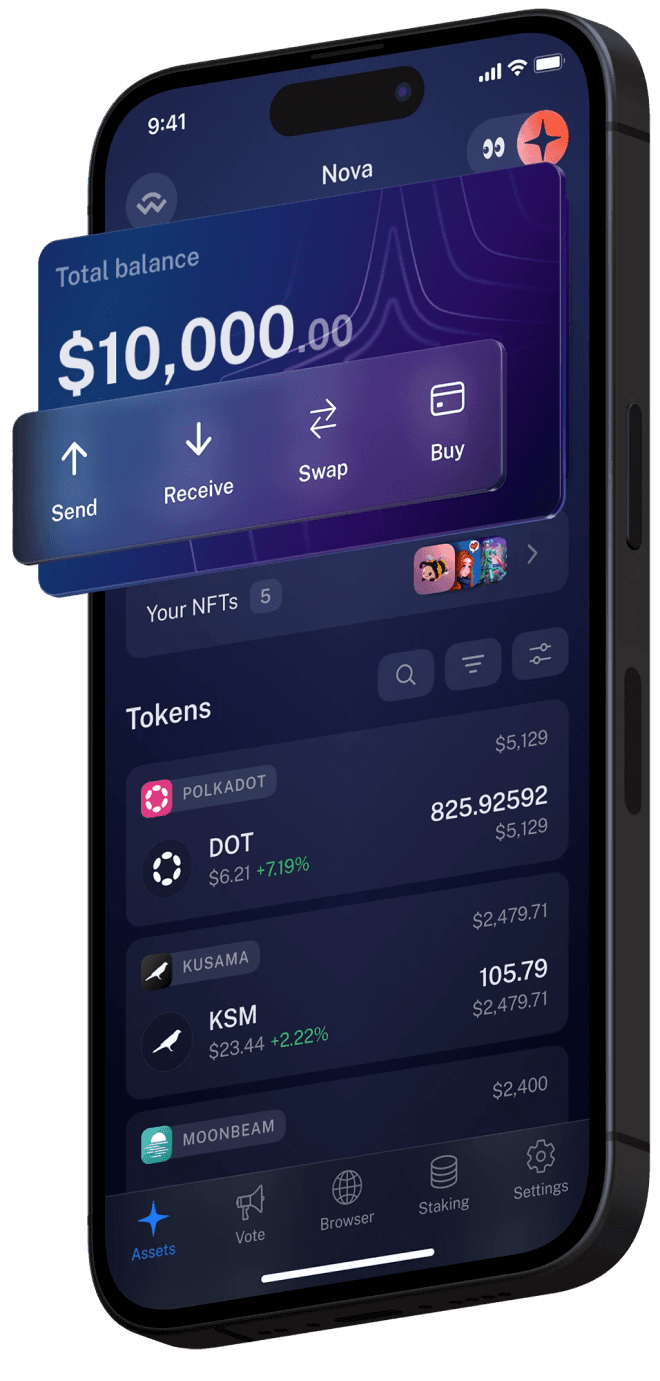 9:41
Nova
Total balance
$10,000.00
Send
Receive
Swap
Buy
Your NFTs 5
Tokens
$5,129
POLKADOT
825.92592
DOT
$5,129
$6.21 +7.19%
$2,479.71
KUSAMA
105.79
KSM
$2,479.71
$23.44 +2.22%
$2,400
MOONBEAM
Assets
Vote
Browser
Staking
Settings